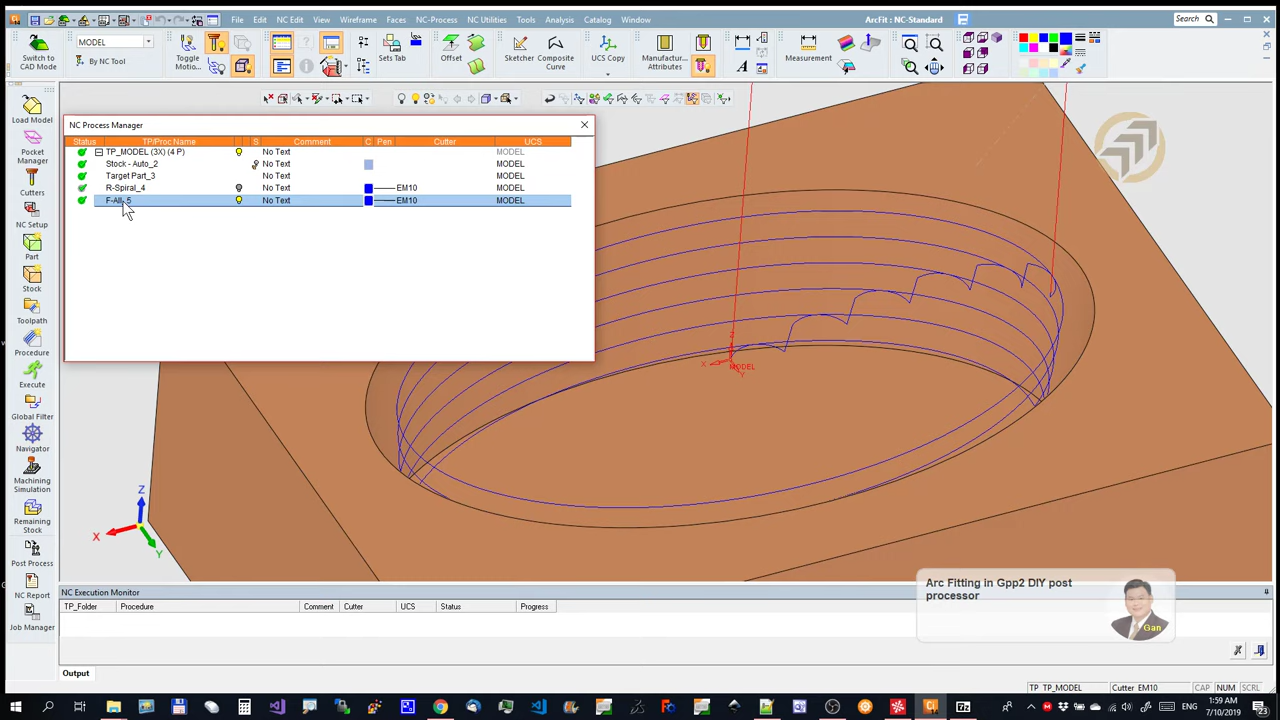 File Edit NC Edit View Wireframe Faces NC-Process NC Utilities Tools Analysis Catalog Window ArcFit : NC-Standard Search
Switch to CAD Mode
MODEL
By NC Tool
Toggle Motion...
Sets Tab
Offset
Sketcher
Composite Curve
UCS Copy
Manufactur... Attributes
Measurement
Load Model
Pocket Manager
Cutters
NC Setup
Part
Stock
Toolpath
Procedure
Execute
Global Filter
Navigator
Machining Simulation
Remaining Stock
Post Process
NC Report
Job Manager
NC Process Manager
Status TP/Proc Name S Comment C Pen Cutter UCS
TP_MODEL (3X) (4 P) No Text MODEL
Stock - Auto_2 No Text MODEL
Target Part_3 No Text MODEL
R-Spiral_4 No Text EM10 MODEL
F-All_5 No Text EM10 MODEL
Z
X
MODEL
Y
Z
X
Y
Arc Fitting in Gpp2 DIY post
processor
Gan
NC Execution Monitor
TP_Folder Procedure Comment Cutter UCS Status Progress
Output
TP TP_MODEL Cutter EM10 CAP NUM SCRL
ENG 1:59 AM
7/10/2019
23